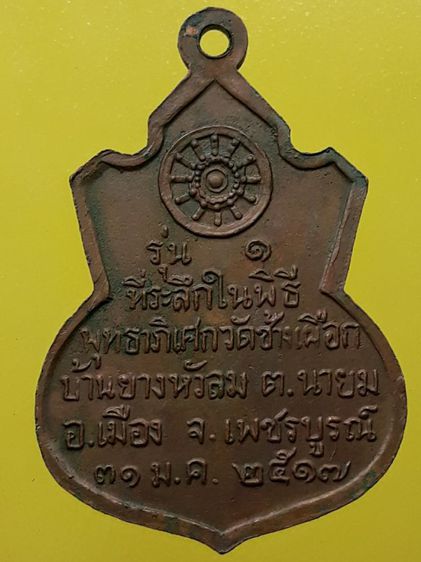 รุ่น ๑
ที่ระลึกในพิธี
พุทธาภิเศกวัดช้างเผือก
บ้านยางหวัลม ต.นายม
อ.เมือง จ.เพชรบูรณ์
๓๑ ม.ค. ๒๕๑๗